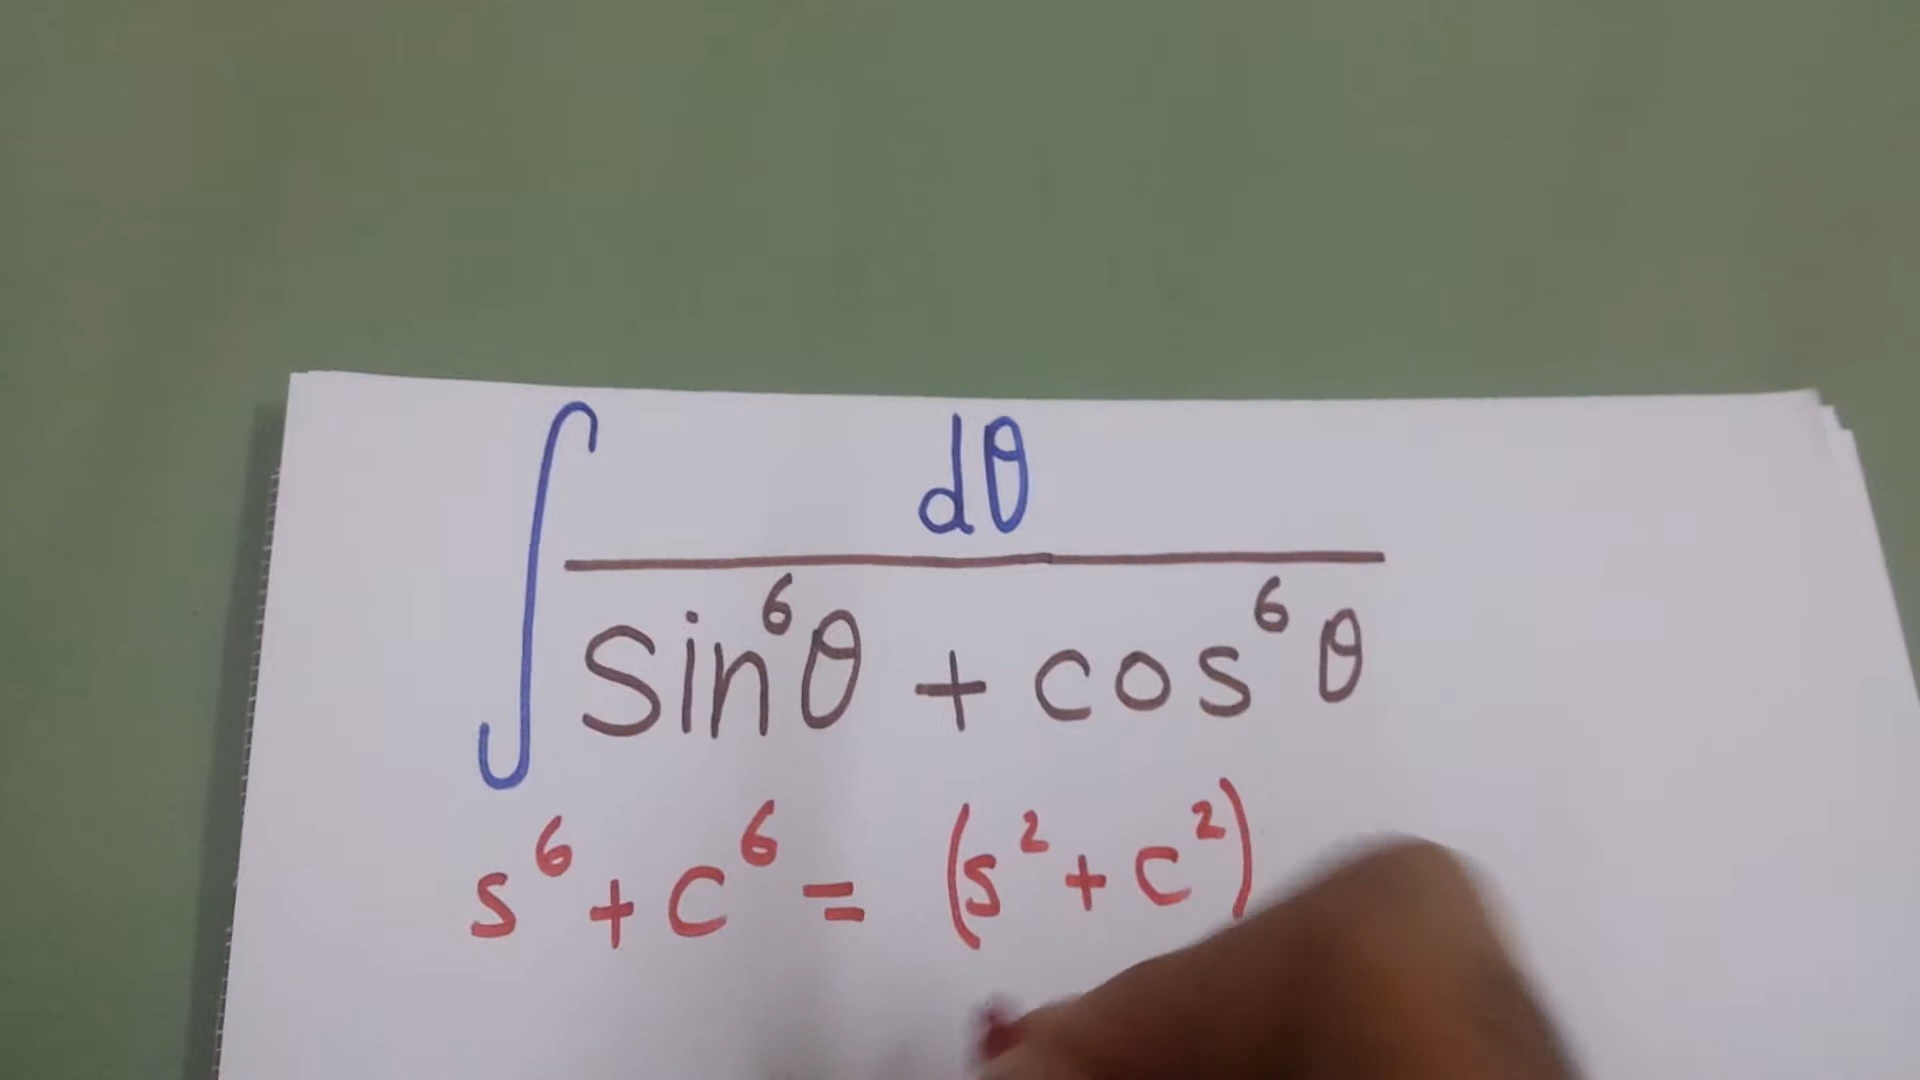 ∫ dθ
sin⁶θ + cos⁶θ
s⁶ + c⁶ = (s² + c²)